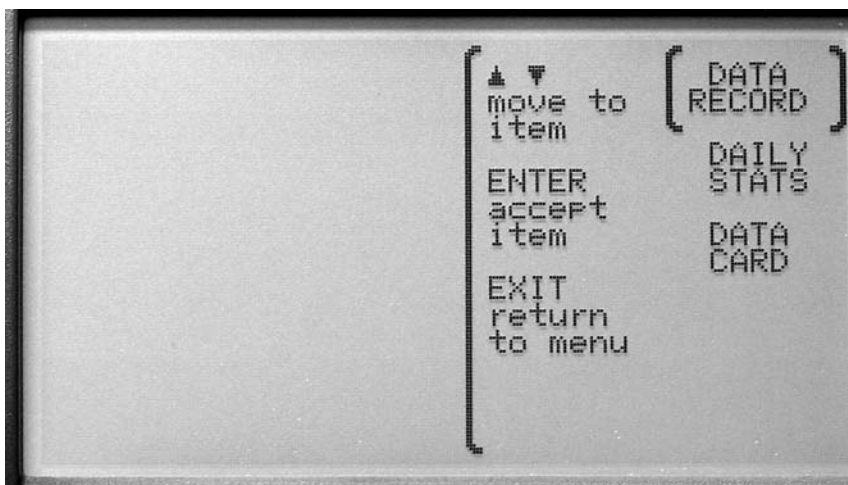 ▲ ▼
move to
item
ENTER
accept
item
EXIT
return
to menu
DATA
RECORD
DAILY
STATS
DATA
CARD